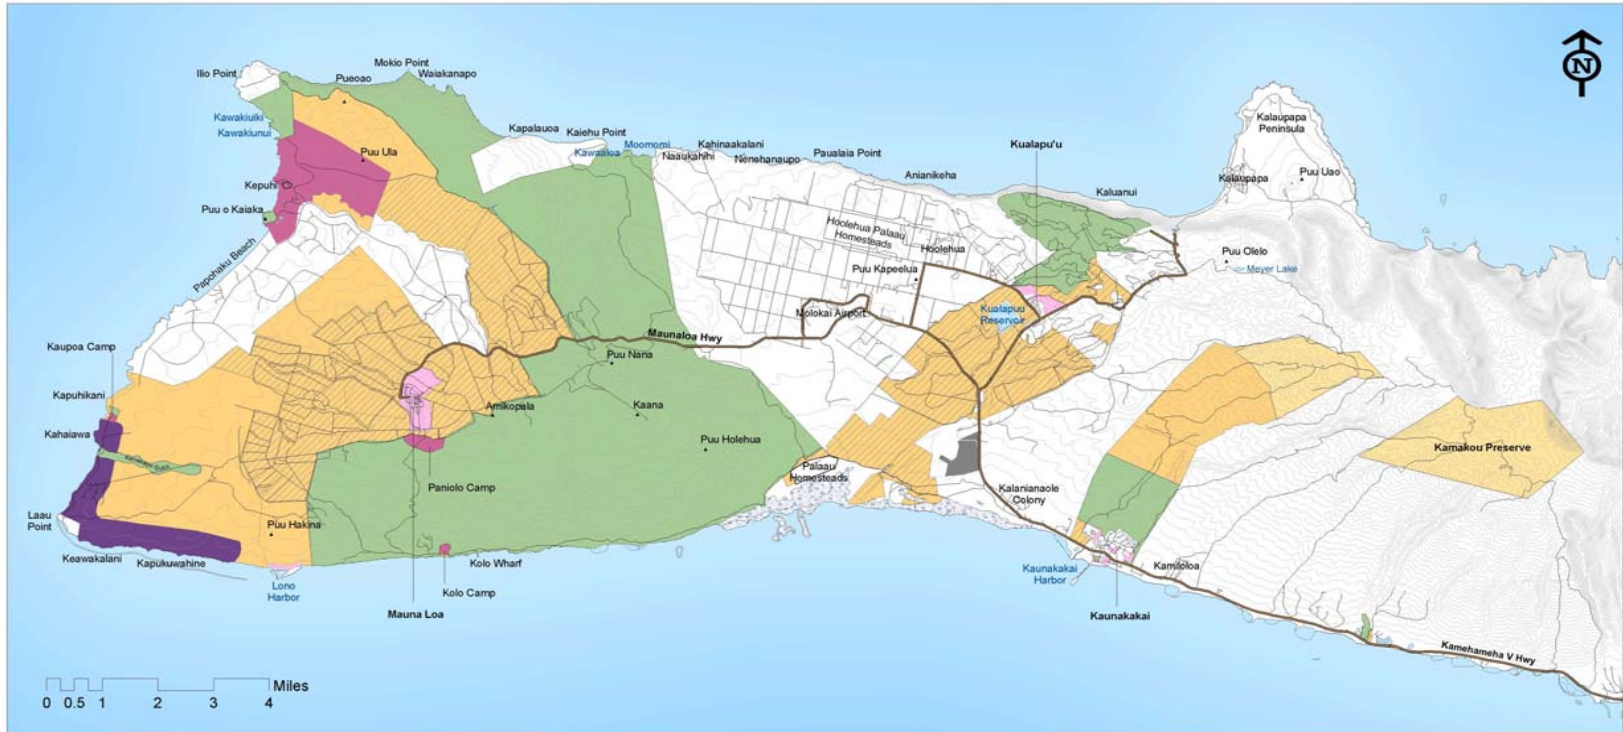 Mokio Point
Ilio Point
Pueoao
Waiakanapo
N
Kalaupapa
Peninsula
Kawakiuiki
Kawakiunui
Kapalauoa
Kaiehu Point
Kawaaloa
Moomomi
Kahinaakalani
Naaukahihi
Nenehanaupo
Paualaia Point
Kualapu'u
Puu Ula
Anianikeha
Kaluanui
Kalaupapa
Puu Uao
Kepuhi
Puu o Kaiaka
Hoolehua Palaau
Homesteads
Hoolehua
Papohaku Beach
Puu Kapeelua
Puu Olelo
Meyer Lake
Molokai Airport
Kualapuu
Reservoir
Maunaloa Hwy
Kaupoa Camp
Puu Nana
Kapuhikani
Amikopala
Kaana
Kahaiawa
Puu Holehua
Kamakou Preserve
Palaau
Homesteads
Paniolo Camp
Kalanianaole
Colony
Laau
Point
Puu Hakina
Keawakalani
Kapukuwahine
Kolo Wharf
Lono
Harbor
Kolo Camp
Kaunakakai
Harbor
Kamiloloa
Mauna Loa
Kaunakakai
Kamehameha V Hwy
Miles
0 0.5 1 2 3 4